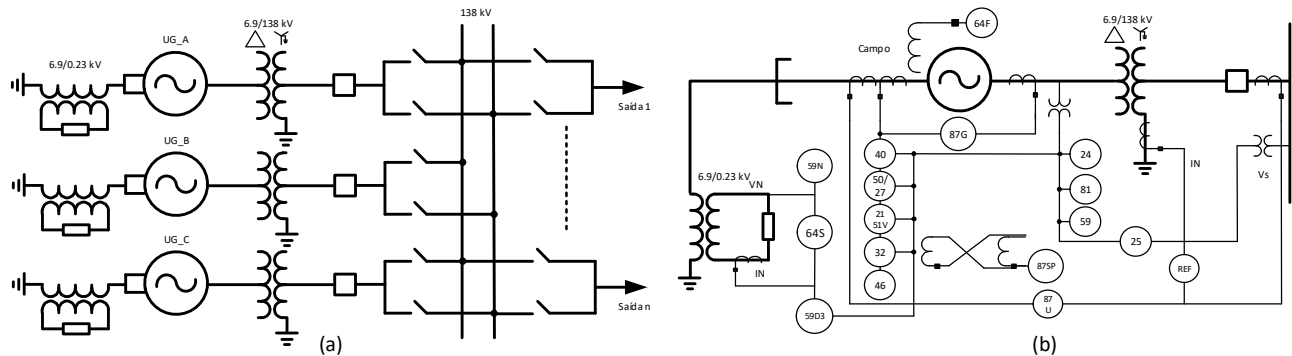 138 kV
6.9/138 kV
UG_A
6.9/0.23 kV
Saída 1
UG_B
UG_C
Saída n
(a)
6.9/138 kV
64F
Campo
87G
40
24
IN
Vs
59N
50/
27
81
6.9/0.23 kV
VN
21
51V
59
64S
25
32
87SP
REF
IN
46
87
U
59D3
(b)